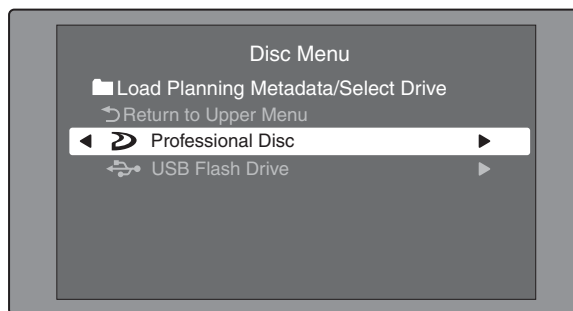 Disc Menu
Load Planning Metadata/Select Drive
Return to Upper Menu
Professional Disc
USB Flash Drive